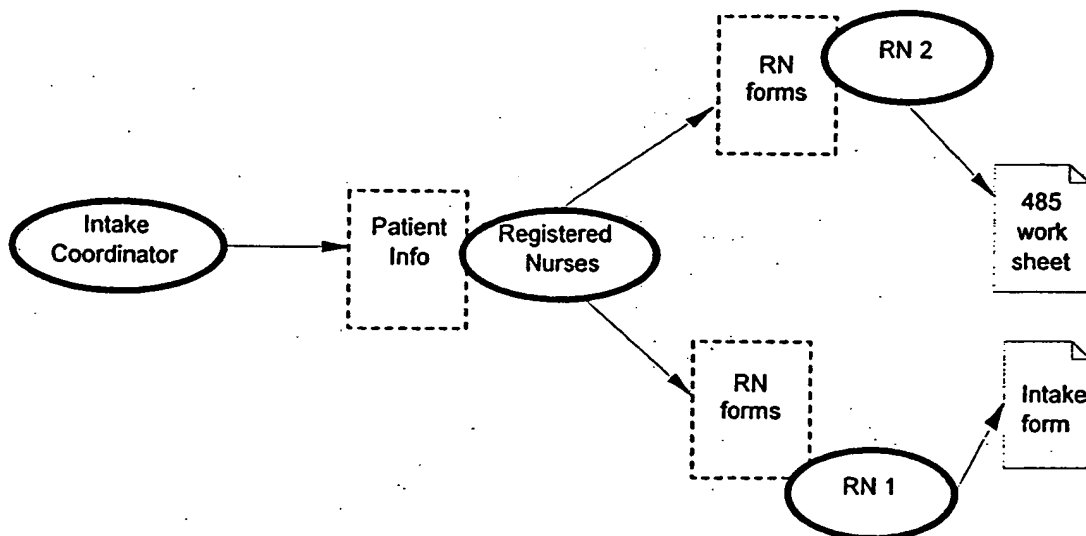 Intake
Coordinator
Patient
Info
Registered
Nurses
RN
forms
RN 2
485
work
sheet
RN
forms
RN 1
Intake
form